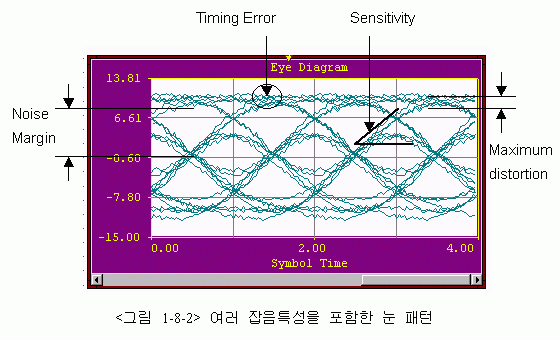 Timing Error
Sensitivity
Eye Diagram
13.81
6.61
-0.60
-7.80
-15.00
0.00
2.00
4.00
Symbol Time
Noise
Margin
Maximum
distortion
<그림 1-8-2> 여러 잡음특성을 포함한 눈 패턴